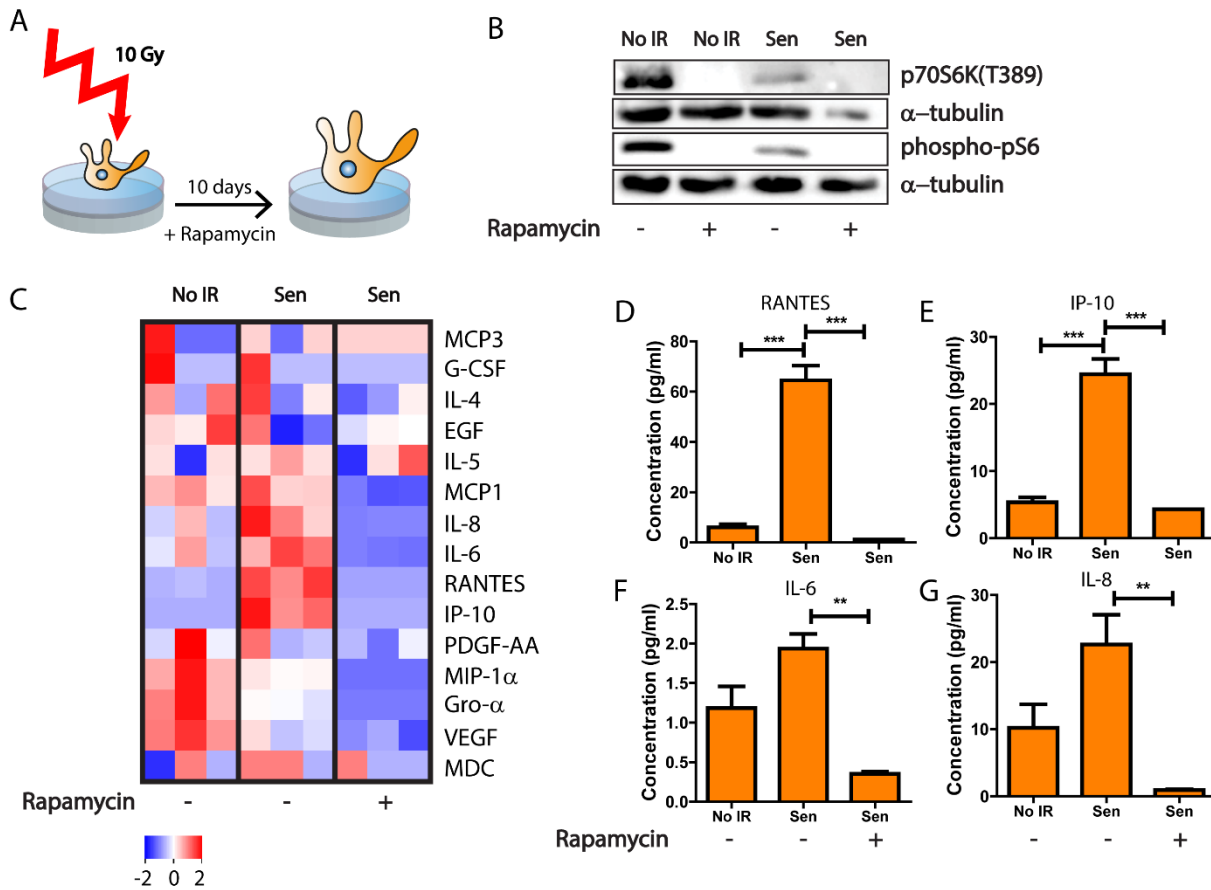 A
10 Gy
10 days
+ Rapamycin
B
No IR No IR Sen Sen
p70S6K(T389)
α–tubulin
phospho-pS6
α–tubulin
Rapamycin - + - +
C
No IR Sen Sen
MCP3
G-CSF
IL-4
EGF
IL-5
MCP1
IL-8
IL-6
RANTES
IP-10
PDGF-AA
MIP-1α
Gro-α
VEGF
MDC
Rapamycin - - +
-2 0 2
D
RANTES
*** ***
Concentration (pg/ml)
80
60
40
20
0
No IR Sen Sen
E
IP-10
*** ***
Concentration (pg/ml)
30
20
10
0
No IR Sen Sen
F
IL-6
**
Concentration (pg/ml)
2.5
2.0
1.5
1.0
0.5
0.0
No IR Sen Sen
G
IL-8
**
Concentration (pg/ml)
30
20
10
0
No IR Sen Sen
Rapamycin - - + - - +